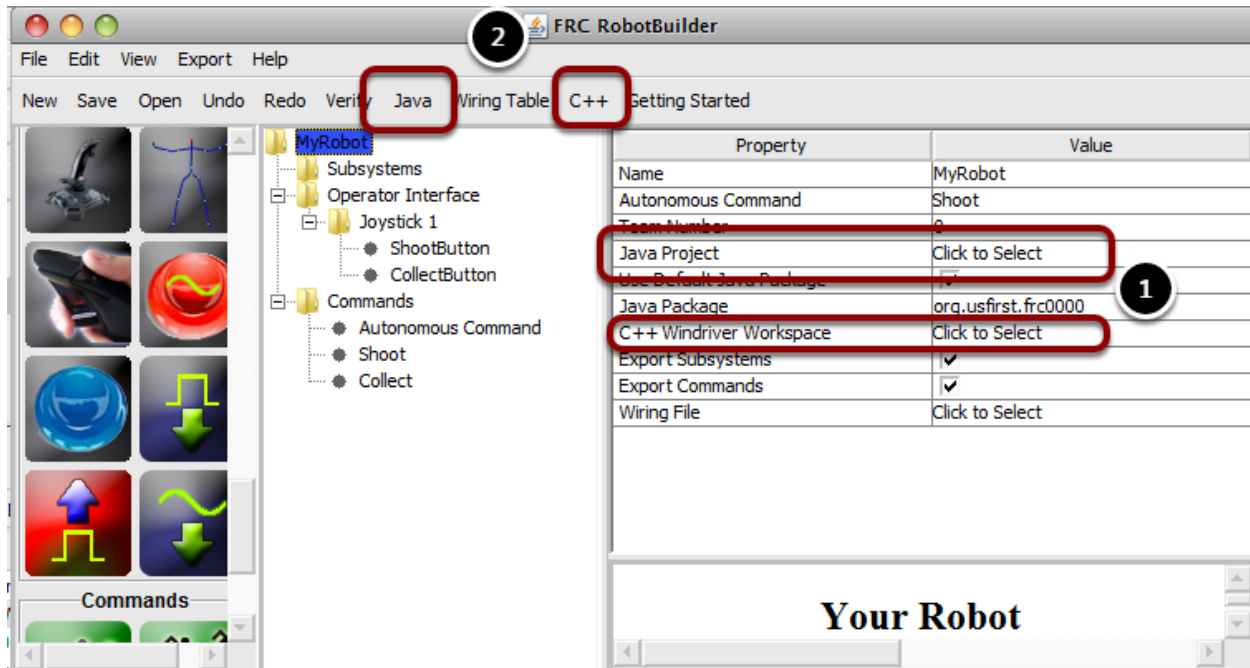 2
FRC RobotBuilder
File Edit View Export Help
New Save Open Undo Redo Verify Java Wiring Table C++ Getting Started
MyRobot
Subsystems
Operator Interface
Joystick 1
ShootButton
CollectButton
Commands
Autonomous Command
Shoot
Collect
Property Value
Name MyRobot
Autonomous Command Shoot
Team Number 0
Java Project Click to Select
Use Default Java Package
1
Java Package org.usfirst.frc0000
C++ Windriver Workspace Click to Select
Export Subsystems
Export Commands
Wiring File Click to Select
Commands
Your Robot